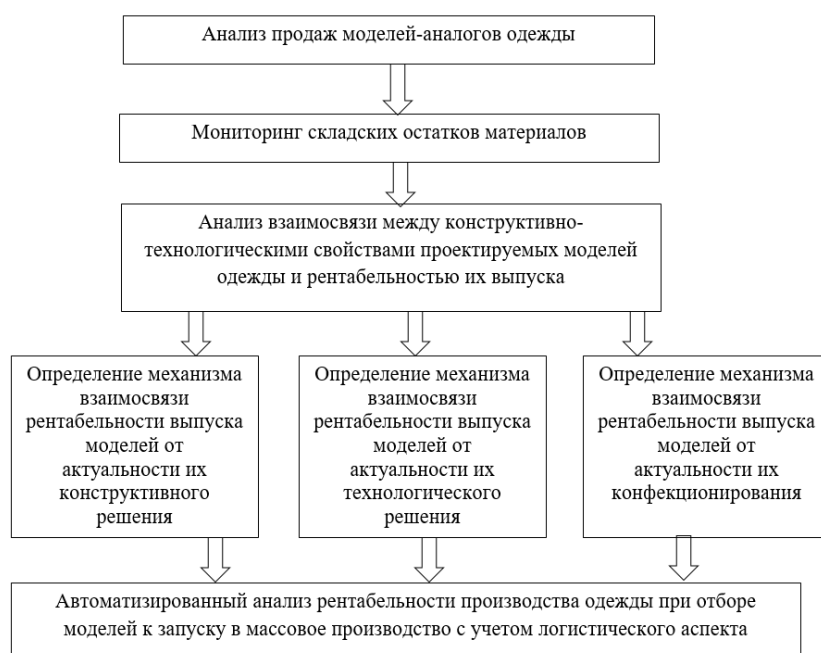 Анализ продаж моделей-аналогов одежды
Мониторинг складских остатков материалов
Анализ взаимосвязи между конструктивно-
технологическими свойствами проектируемых моделей
одежды и рентабельностью их выпуска
Определение механизма
взаимосвязи
рентабельности выпуска
моделей от
актуальности их
конструктивного
решения
Определение механизма
взаимосвязи
рентабельности выпуска
моделей от
актуальности их
технологического
решения
Определение механизма
взаимосвязи
рентабельности выпуска
моделей от
актуальности их
конфекционирования
Автоматизированный анализ рентабельности производства одежды при отборе
моделей к запуску в массовое производство с учетом логистического аспекта